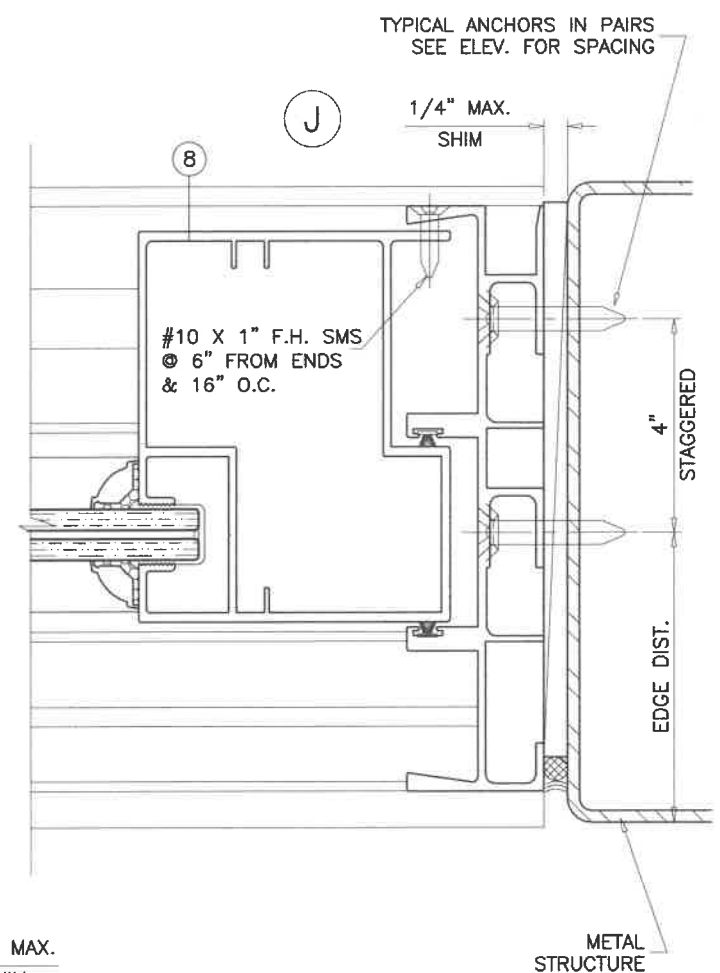 TYPICAL ANCHORS IN PAIRS
SEE ELEV. FOR SPACING
J
1/4" MAX.
SHIM
8
#10 X 1" F.H. SMS
@ 6" FROM ENDS
& 16" O.C.
4"
STAGGERED
EDGE DIST.
METAL
STRUCTURE
MAX.